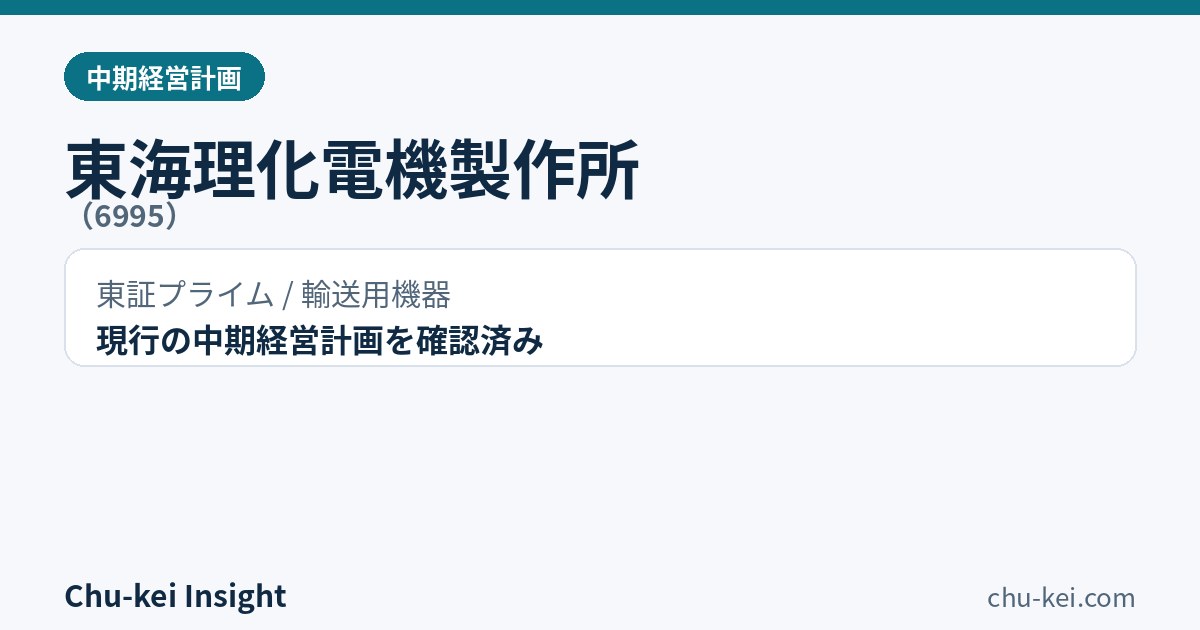 中期経営計画
東海理化電機製作所
（6995）
東証プライム / 輸送用機器
現行の中期経営計画を確認済み
Chu-kei Insight
chu-kei.com